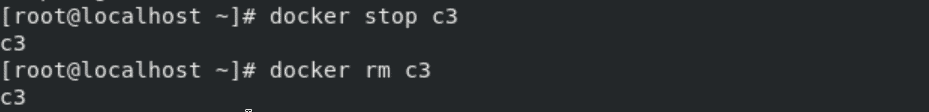 [root@localhost ~]# docker stop c3
c3
[root@localhost ~]# docker rm c3
c3